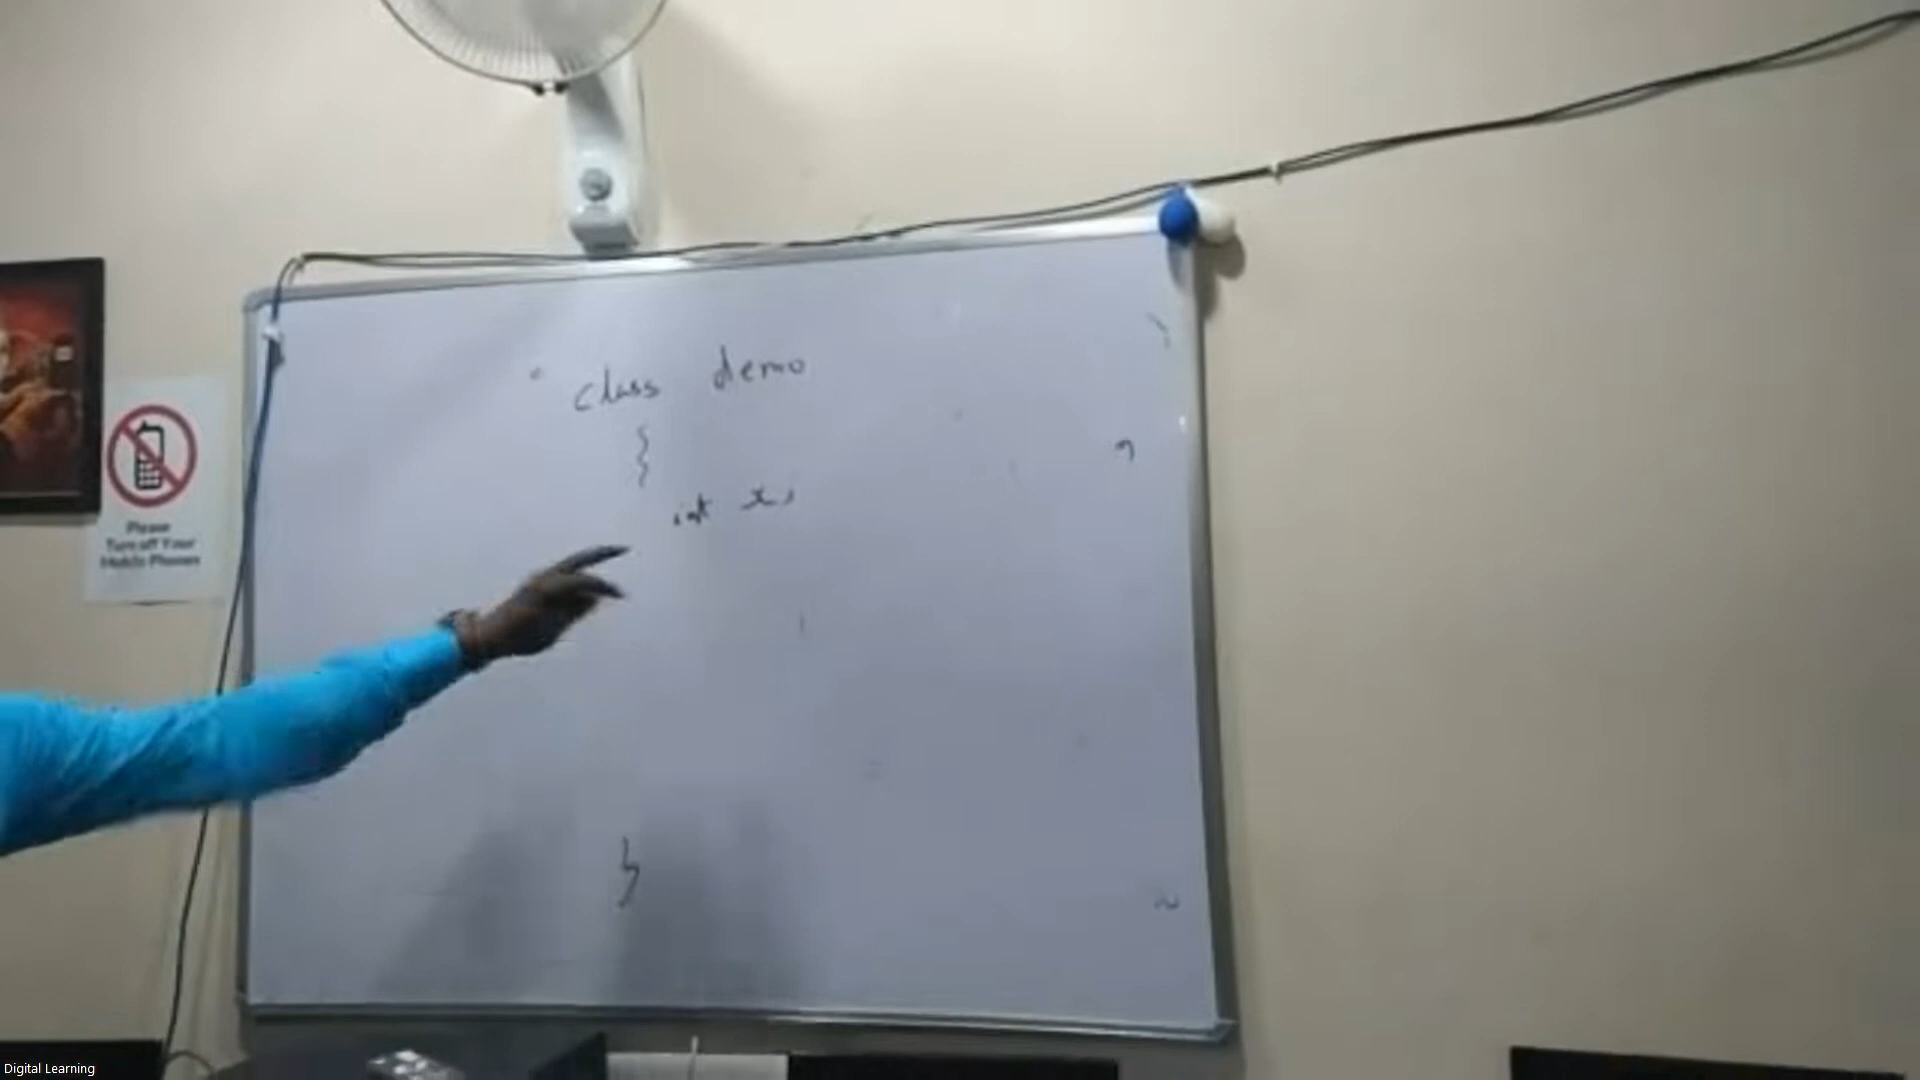 class demo
{
int x;
}
Please
Turn off Your
Mobile Phones
Digital Learning